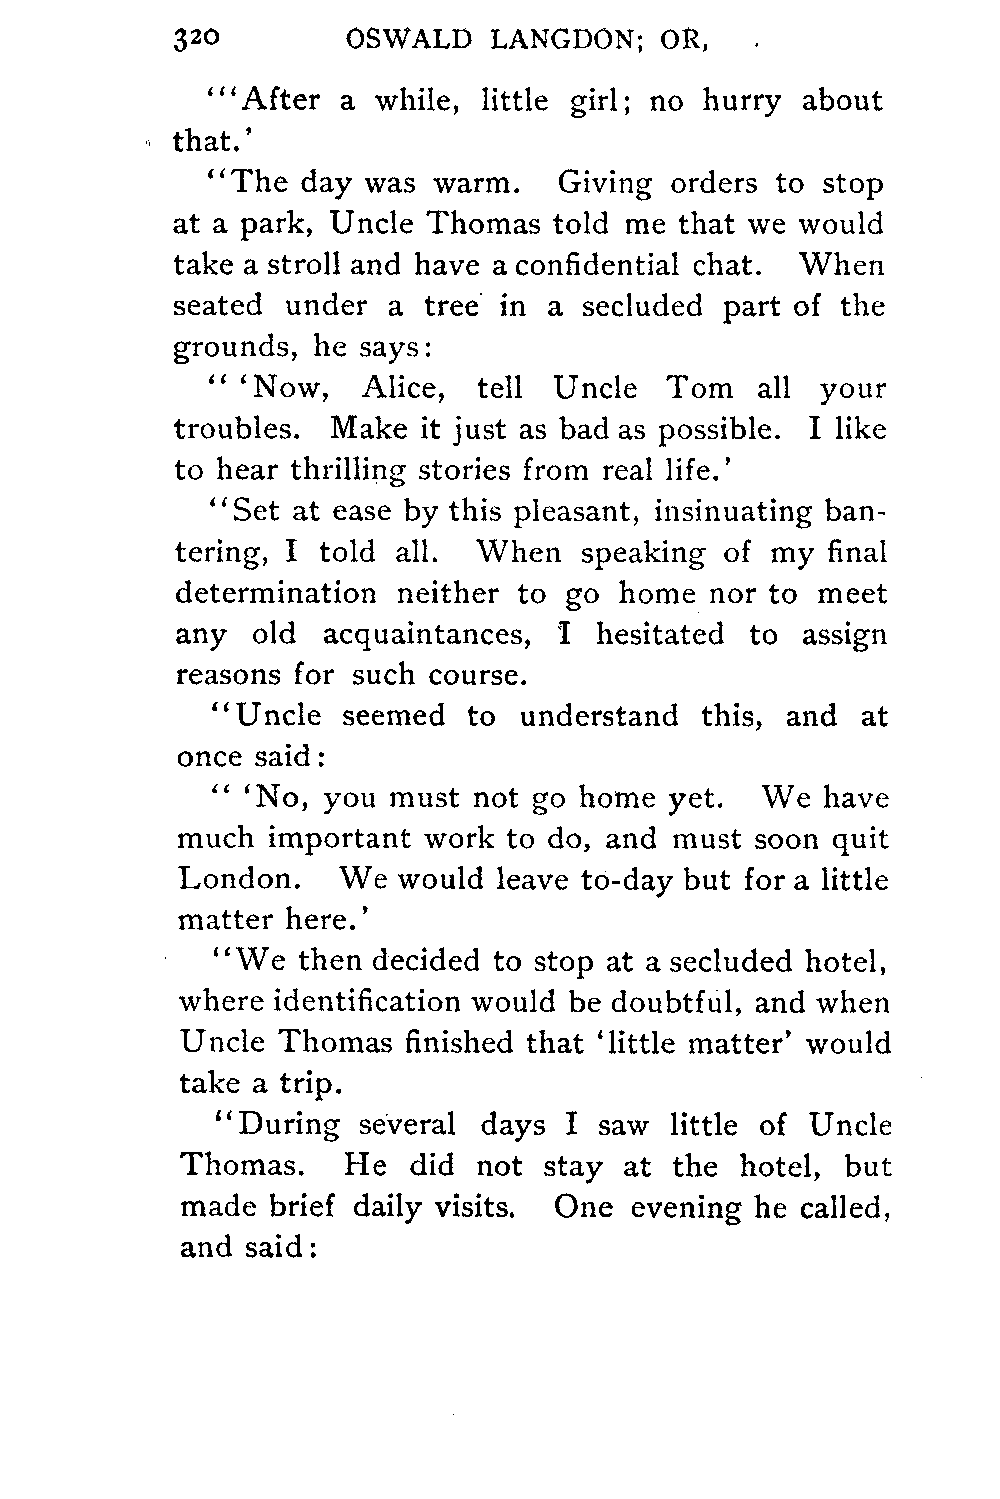 320 OSWALD LANGDON; OR,
"'After a while, little girl; no hurry about
that.'
"The day was warm. Giving orders to stop
at a park, Uncle Thomas told me that we would
take a stroll and have a confidential chat. When
seated under a tree in a secluded part of the
grounds, he says:
" 'Now, Alice, tell Uncle Tom all your
troubles. Make it just as bad as possible. I like
to hear thrilling stories from real life.'
"Set at ease by this pleasant, insinuating ban-
tering, I told all. When speaking of my final
determination neither to go home nor to meet
any old acquaintances, I hesitated to assign
reasons for such course.
"Uncle seemed to understand this, and at
once said:
" 'No, you must not go home yet. We have
much important work to do, and must soon quit
London. We would leave to-day but for a little
matter here.'
"We then decided to stop at a secluded hotel,
where identification would be doubtful, and when
Uncle Thomas finished that 'little matter' would
take a trip.
"During several days I saw little of Uncle
Thomas. He did not stay at the hotel, but
made brief daily visits. One evening he called,
and said: